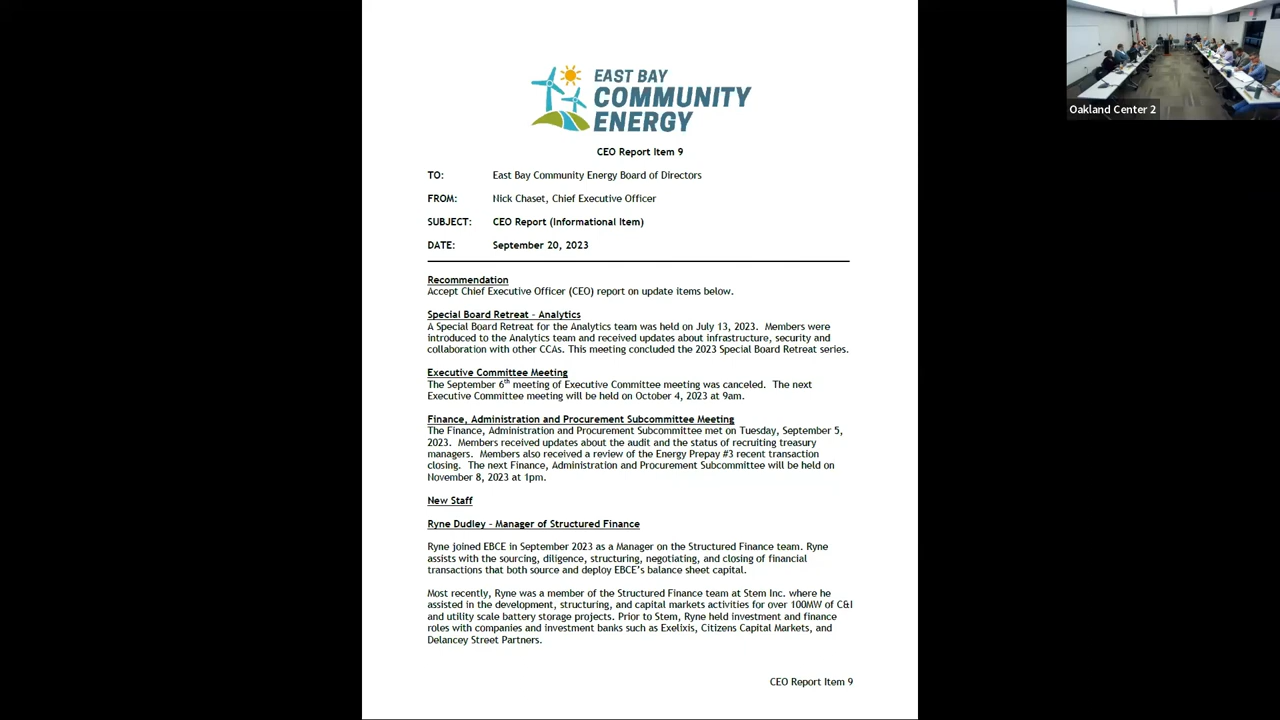 EAST BAY
COMMUNITY
ENERGY
CEO Report Item 9
TO: East Bay Community Energy Board of Directors
FROM: Nick Chaset, Chief Executive Officer
SUBJECT: CEO Report (Informational Item)
DATE: September 20, 2023
Recommendation
Accept Chief Executive Officer (CEO) report on update items below.
Special Board Retreat – Analytics
A Special Board Retreat for the Analytics team was held on July 13, 2023.  Members were
introduced to the Analytics team and received updates about infrastructure, security and
collaboration with other CCAs. This meeting concluded the 2023 Special Board Retreat series.
Executive Committee Meeting
The September 6th meeting of Executive Committee meeting was canceled.  The next
Executive Committee meeting will be held on October 4, 2023 at 9am.
Finance, Administration and Procurement Subcommittee Meeting
The Finance, Administration and Procurement Subcommittee met on Tuesday, September 5,
2023.  Members received updates about the audit and the status of recruiting treasury
managers.  Members also received a review of the Energy Prepay #3 recent transaction
closing.  The next Finance, Administration and Procurement Subcommittee will be held on
November 8, 2023 at 1pm.
New Staff
Ryne Dudley – Manager of Structured Finance
Ryne joined EBCE in September 2023 as a Manager on the Structured Finance team. Ryne
assists with the sourcing, diligence, structuring, negotiating, and closing of financial
transactions that both source and deploy EBCE's balance sheet capital.
Most recently, Ryne was a member of the Structured Finance team at Stem Inc. where he
assisted in the development, structuring, and capital markets activities for over 100MW of C&I
and utility scale battery storage projects. Prior to Stem, Ryne held investment and finance
roles with companies and investment banks such as Exelixis, Citizens Capital Markets, and
Delancey Street Partners.
CEO Report Item 9
Oakland Center 2